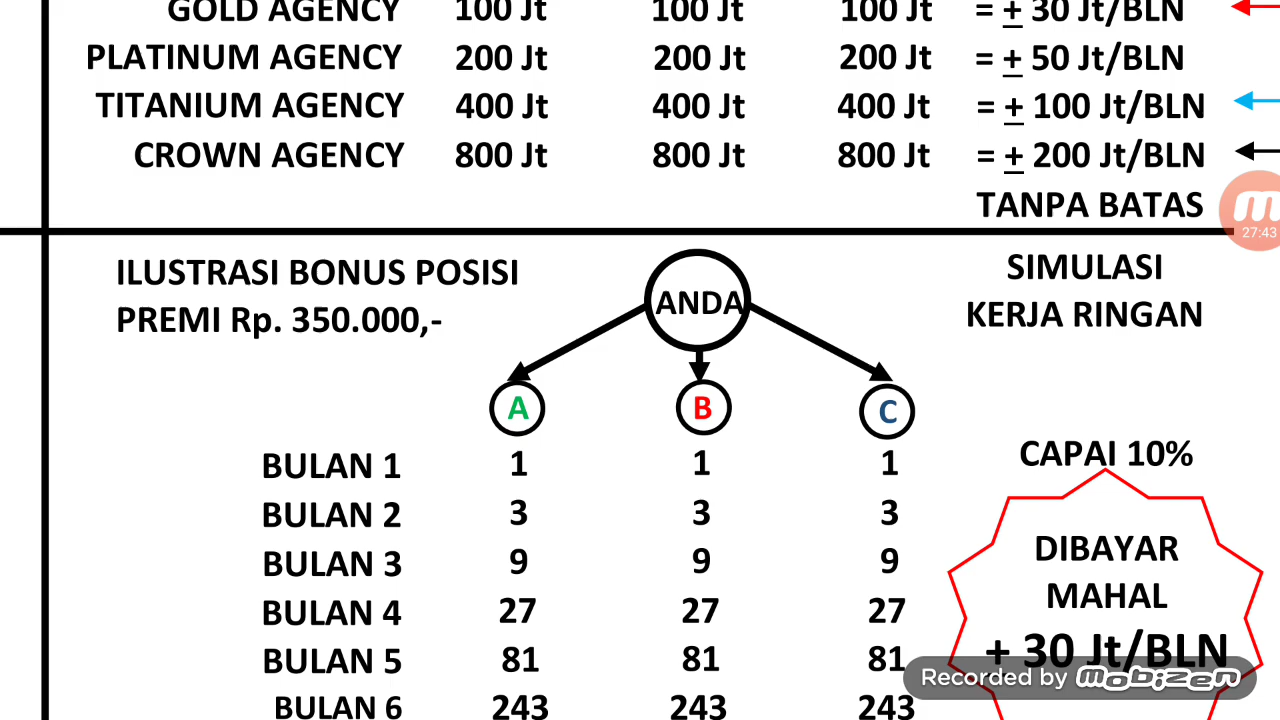 GOLD AGENCY 100 Jt 100 Jt 100 Jt = ± 30 Jt/BLN
PLATINUM AGENCY 200 Jt 200 Jt 200 Jt = ± 50 Jt/BLN
TITANIUM AGENCY 400 Jt 400 Jt 400 Jt = ± 100 Jt/BLN
CROWN AGENCY 800 Jt 800 Jt 800 Jt = ± 200 Jt/BLN
TANPA BATAS
27:43
ILUSTRASI BONUS POSISI
PREMI Rp. 350.000,-
ANDA
SIMULASI
KERJA RINGAN
A B C
BULAN 1 1 1 1
BULAN 2 3 3 3
BULAN 3 9 9 9
BULAN 4 27 27 27
BULAN 5 81 81 81
BULAN 6 243 243 243
CAPAI 10%
DIBAYAR
MAHAL
+ 30 Jt/BLN
Recorded by mobizen